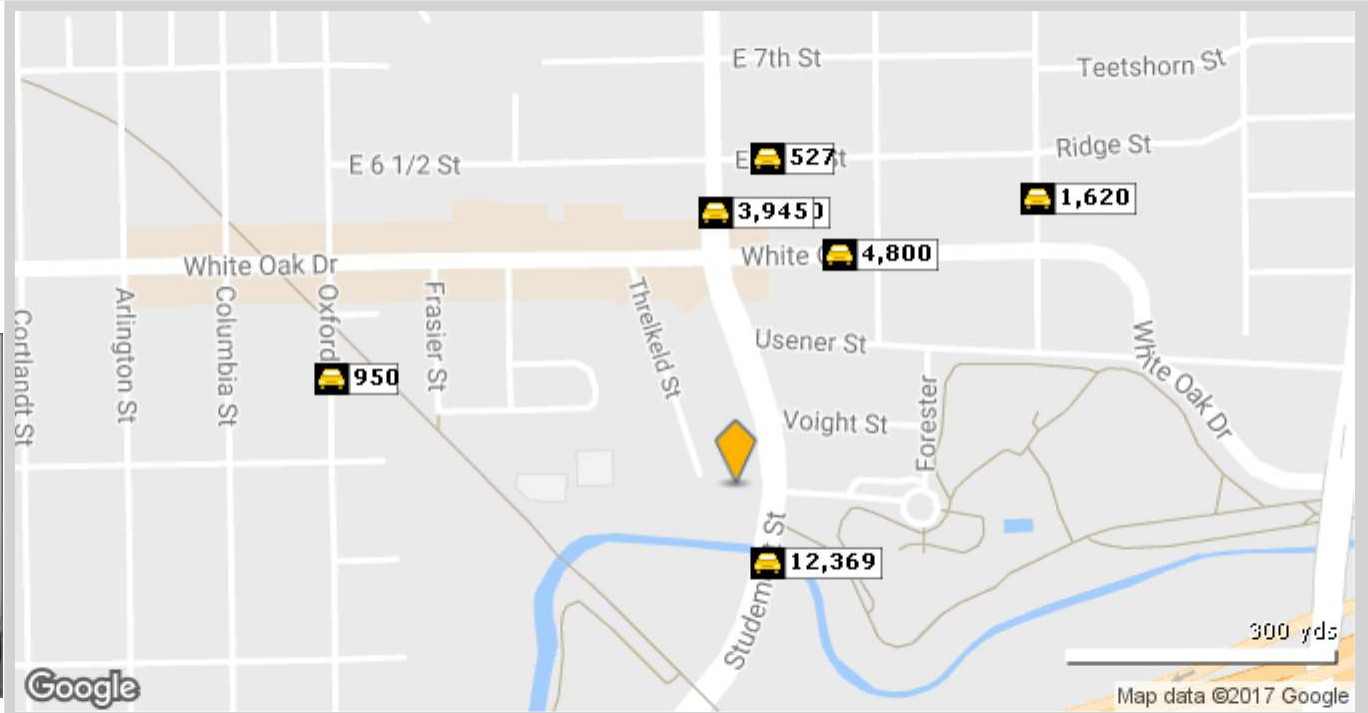 E 7th St
Teetshorn St
E 6 1/2 St
E
527
St
Ridge St
3,945
1,620
White Oak Dr
White O
4,800
Cortlandt St
Arlington St
Columbia St
Oxford
Frasier St
Threlkeld St
Usener St
White Oak Dr
950
Forester
Voight St
12,369
Studemont St
300 yds
Google
Map data ©2017 Google